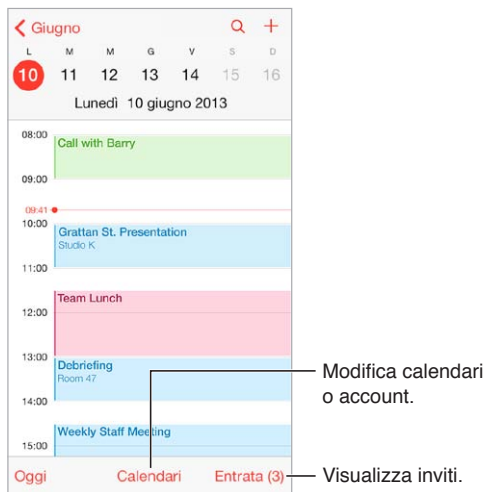 Giugno
L M M G V S D
10 11 12 13 14 15 16
Lunedì 10 giugno 2013
08:00
Call with Barry
09:00
09:41
10:00
Grattan St. Presentation
Studio K
11:00
Team Lunch
12:00
13:00
Debriefing
Room 47
14:00
Weekly Staff Meeting
15:00
Oggi Calendari Entrata (3)
Modifica calendari
o account.
Visualizza inviti.